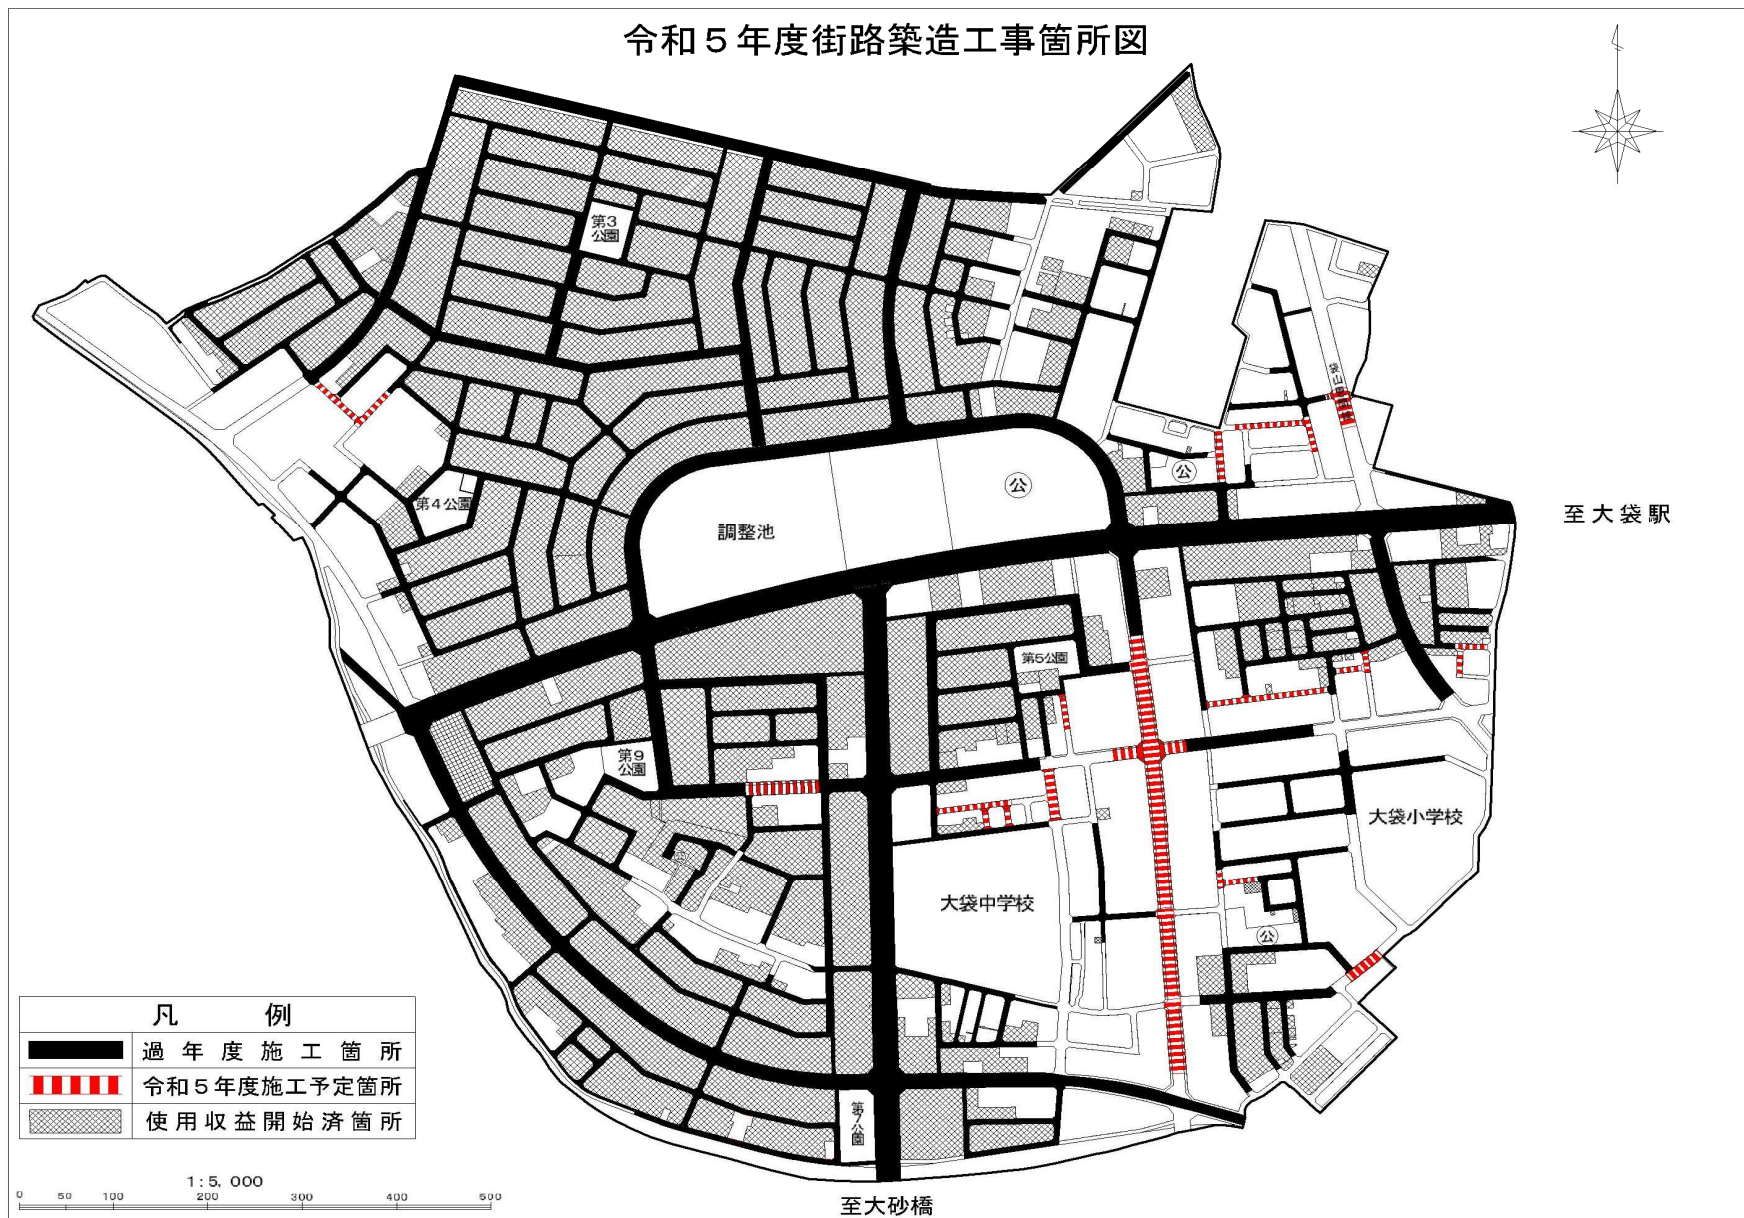 令和５年度街路築造工事箇所図
第3
公園
第4公園
調整池
公
公
至大袋駅
第5公園
第9
公園
大袋小学校
大袋中学校
公
第7公園
凡 例
過年度施工箇所
令和５年度施工予定箇所
使用収益開始済箇所
1:5,000
0 50 100 200 300 400 500
至大砂橋